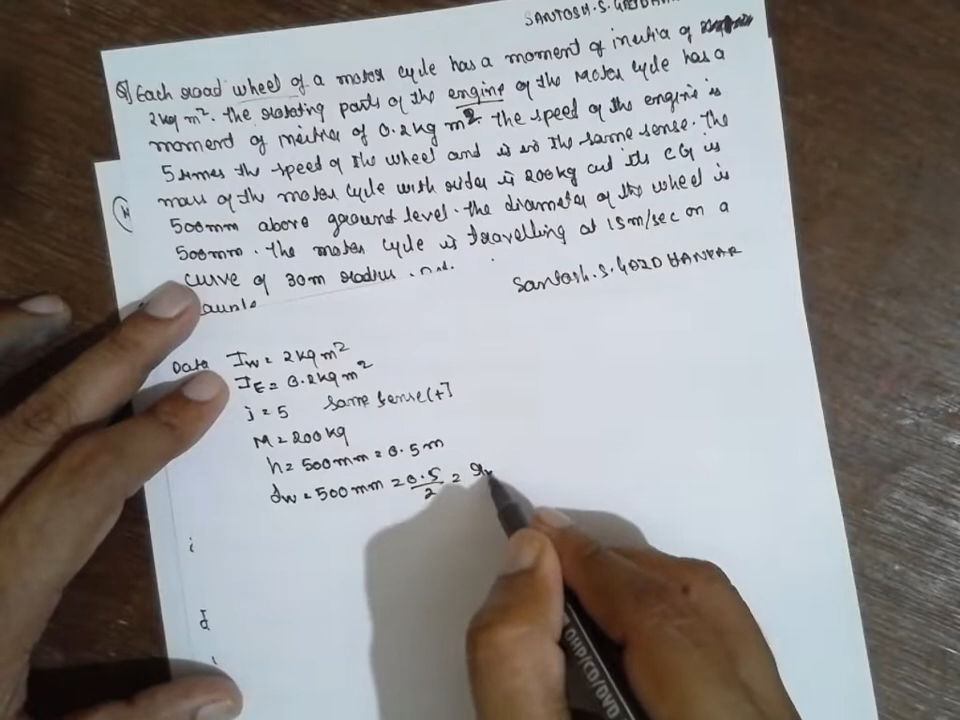 SANTOSH.S.
Q] Each road wheel of a motor cycle has a moment of inertia of
2kg m². the rotating parts of the engine of the motor cycle has a
moment of inertia of 0.2kg m². the speed of the engine is
5 times the speed of the wheel and is in the same sense. the
mass of the motor cycle with rider is 200kg and its CG is
500mm above ground level. the diameter of the wheel is
500mm. the motor cycle is travelling at 15m/sec on a
curve of 30m radius.
Santosh.S.GORDHANKAR
Data Iw = 2kg m²
IE = 0.2kg m²
j = 5 same sense (+]
M = 200kg
h = 500mm = 0.5m
dw = 500mm = 0.5/2 =